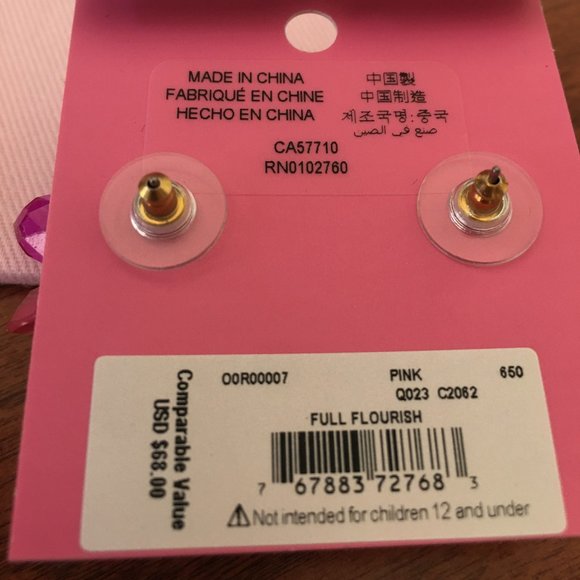 MADE IN CHINA
FABRIQUÉ EN CHINE
HECHO EN CHINA
中国製
中国制造
제조국명:중국
صنع في الصين
CA57710
RN0102760
Comparable Value
USD $68.00
O0R00007
PINK
650
Q023 C2062
FULL FLOURISH
7 67883 72768 3
⚠Not intended for children 12 and under